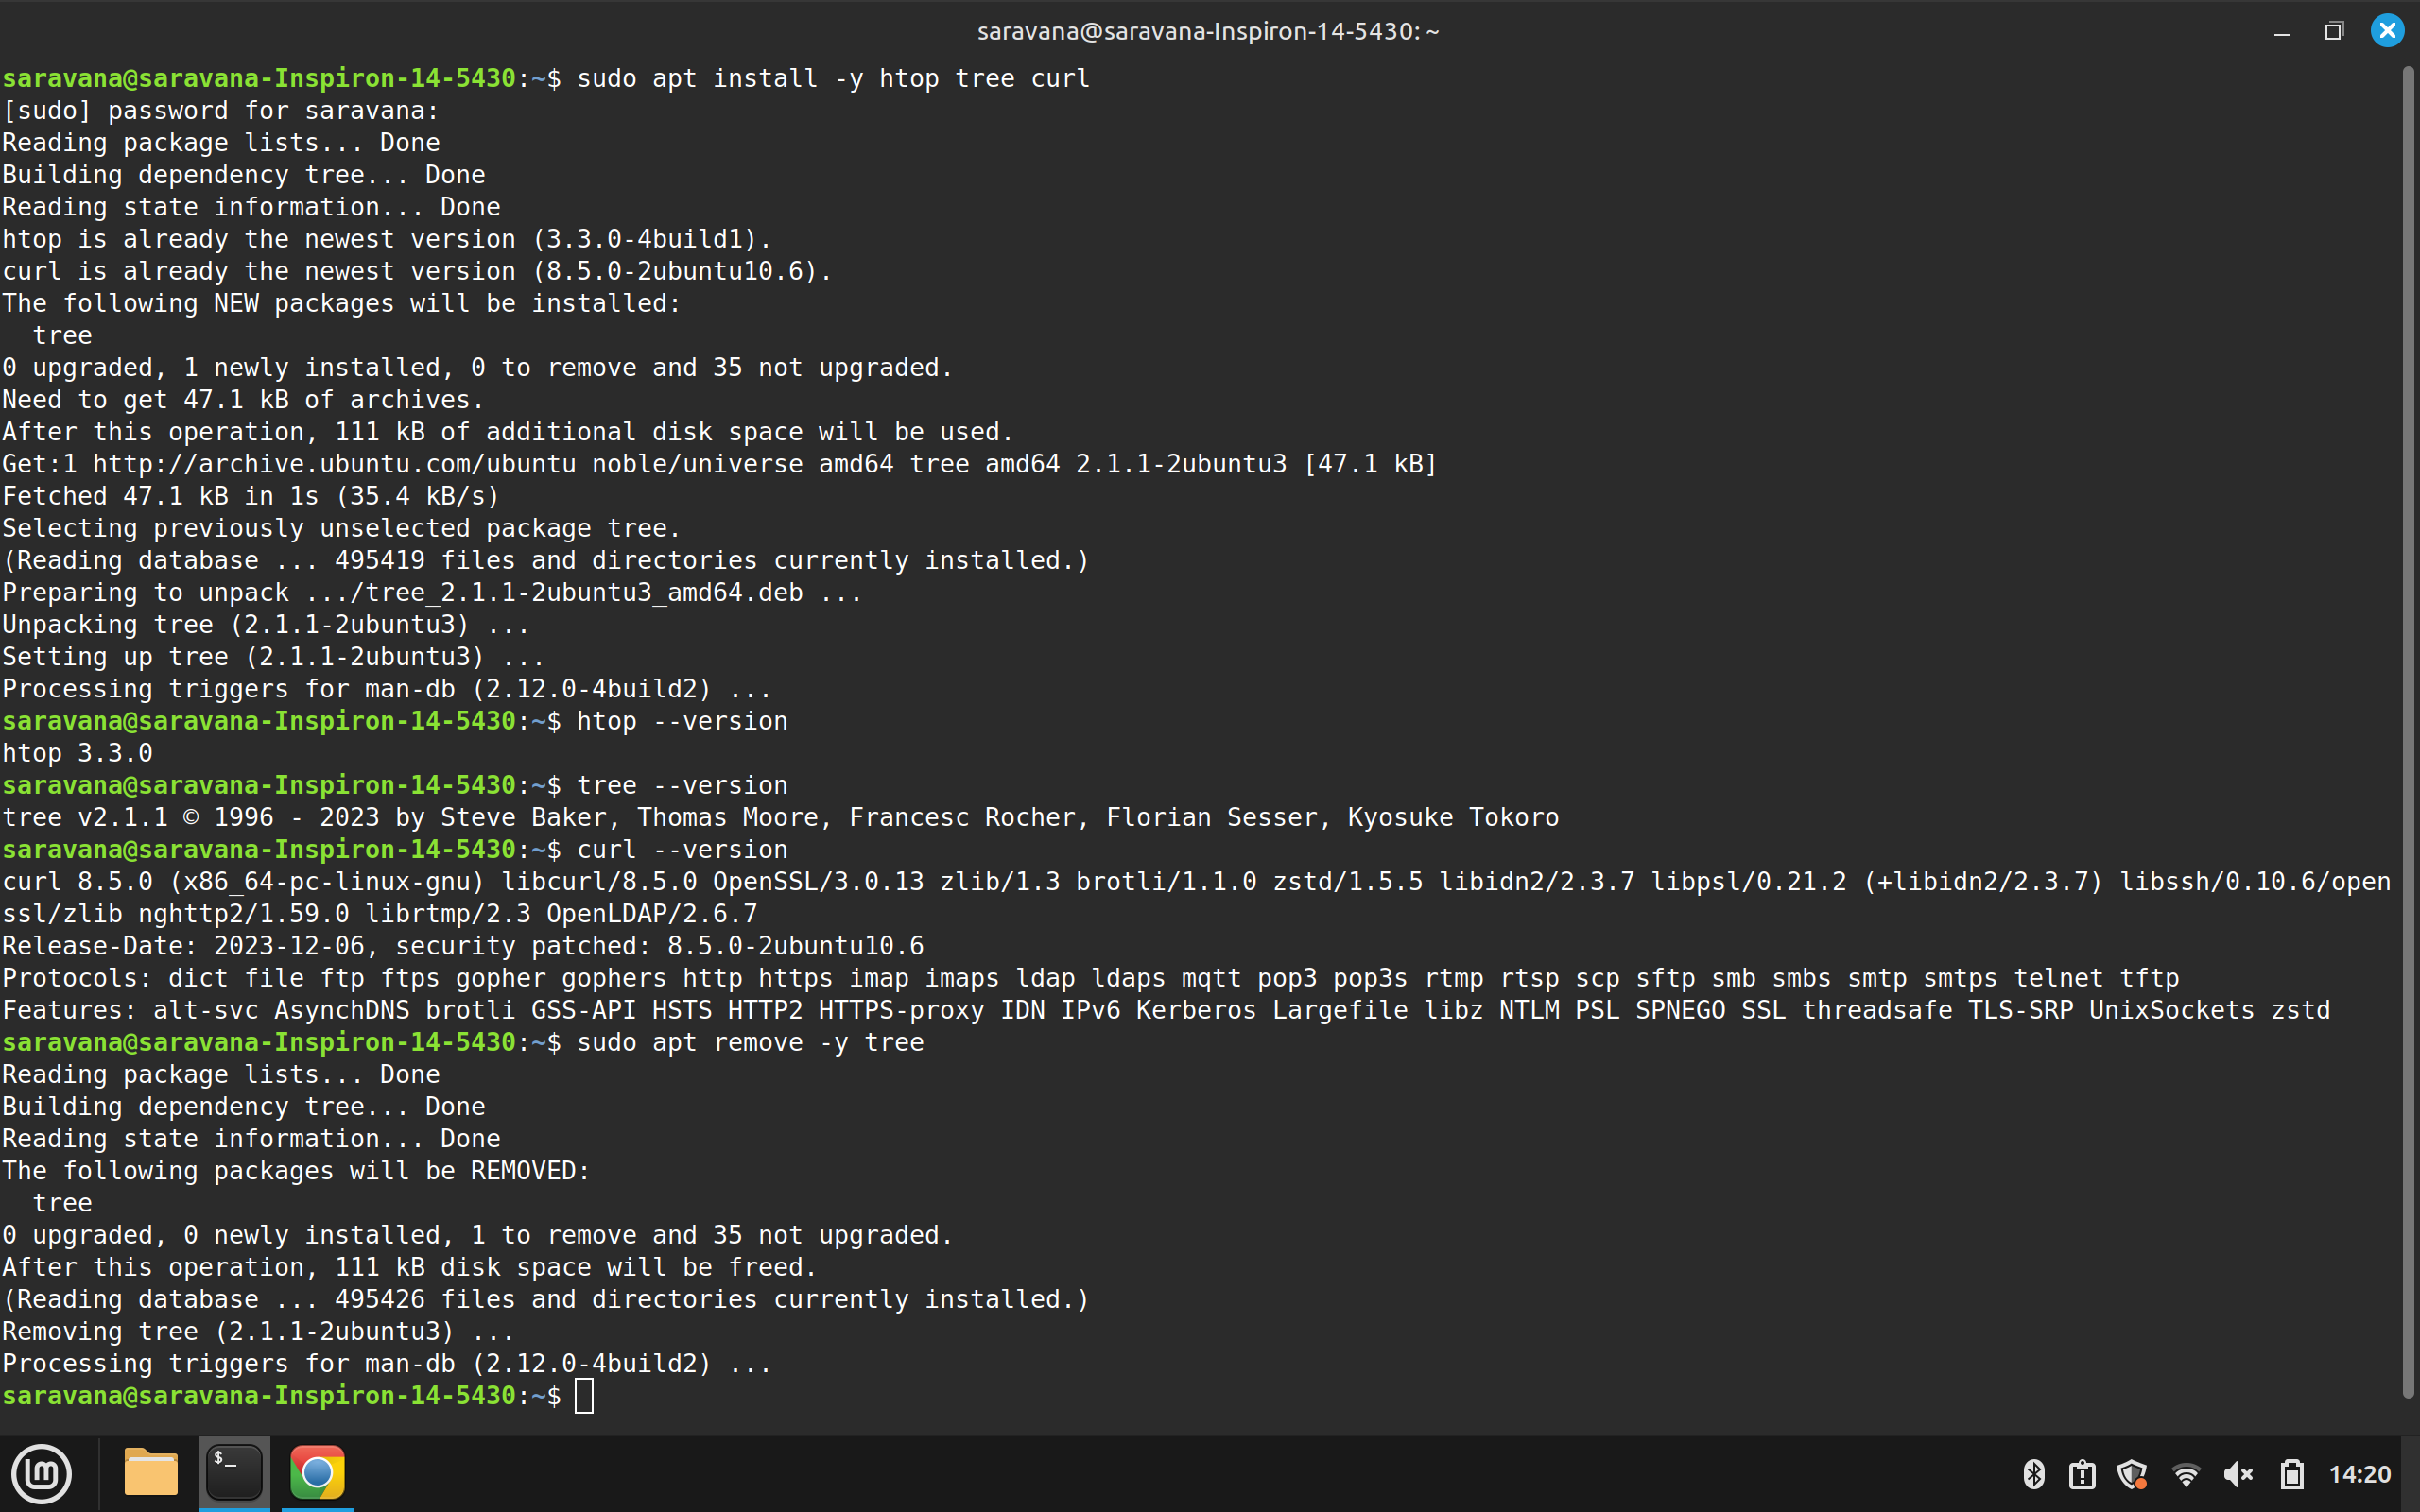 saravana@saravana-Inspiron-14-5430: ~
saravana@saravana-Inspiron-14-5430:~$ sudo apt install -y htop tree curl
[sudo] password for saravana:
Reading package lists... Done
Building dependency tree... Done
Reading state information... Done
htop is already the newest version (3.3.0-4build1).
curl is already the newest version (8.5.0-2ubuntu10.6).
The following NEW packages will be installed:
  tree
0 upgraded, 1 newly installed, 0 to remove and 35 not upgraded.
Need to get 47.1 kB of archives.
After this operation, 111 kB of additional disk space will be used.
Get:1 http://archive.ubuntu.com/ubuntu noble/universe amd64 tree amd64 2.1.1-2ubuntu3 [47.1 kB]
Fetched 47.1 kB in 1s (35.4 kB/s)
Selecting previously unselected package tree.
(Reading database ... 495419 files and directories currently installed.)
Preparing to unpack .../tree_2.1.1-2ubuntu3_amd64.deb ...
Unpacking tree (2.1.1-2ubuntu3) ...
Setting up tree (2.1.1-2ubuntu3) ...
Processing triggers for man-db (2.12.0-4build2) ...
saravana@saravana-Inspiron-14-5430:~$ htop --version
htop 3.3.0
saravana@saravana-Inspiron-14-5430:~$ tree --version
tree v2.1.1 © 1996 - 2023 by Steve Baker, Thomas Moore, Francesc Rocher, Florian Sesser, Kyosuke Tokoro
saravana@saravana-Inspiron-14-5430:~$ curl --version
curl 8.5.0 (x86_64-pc-linux-gnu) libcurl/8.5.0 OpenSSL/3.0.13 zlib/1.3 brotli/1.1.0 zstd/1.5.5 libidn2/2.3.7 libpsl/0.21.2 (+libidn2/2.3.7) libssh/0.10.6/open
ssl/zlib nghttp2/1.59.0 librtmp/2.3 OpenLDAP/2.6.7
Release-Date: 2023-12-06, security patched: 8.5.0-2ubuntu10.6
Protocols: dict file ftp ftps gopher gophers http https imap imaps ldap ldaps mqtt pop3 pop3s rtmp rtsp scp sftp smb smbs smtp smtps telnet tftp
Features: alt-svc AsynchDNS brotli GSS-API HSTS HTTP2 HTTPS-proxy IDN IPv6 Kerberos Largefile libz NTLM PSL SPNEGO SSL threadsafe TLS-SRP UnixSockets zstd
saravana@saravana-Inspiron-14-5430:~$ sudo apt remove -y tree
Reading package lists... Done
Building dependency tree... Done
Reading state information... Done
The following packages will be REMOVED:
  tree
0 upgraded, 0 newly installed, 1 to remove and 35 not upgraded.
After this operation, 111 kB disk space will be freed.
(Reading database ... 495426 files and directories currently installed.)
Removing tree (2.1.1-2ubuntu3) ...
Processing triggers for man-db (2.12.0-4build2) ...
saravana@saravana-Inspiron-14-5430:~$
$_
14:20